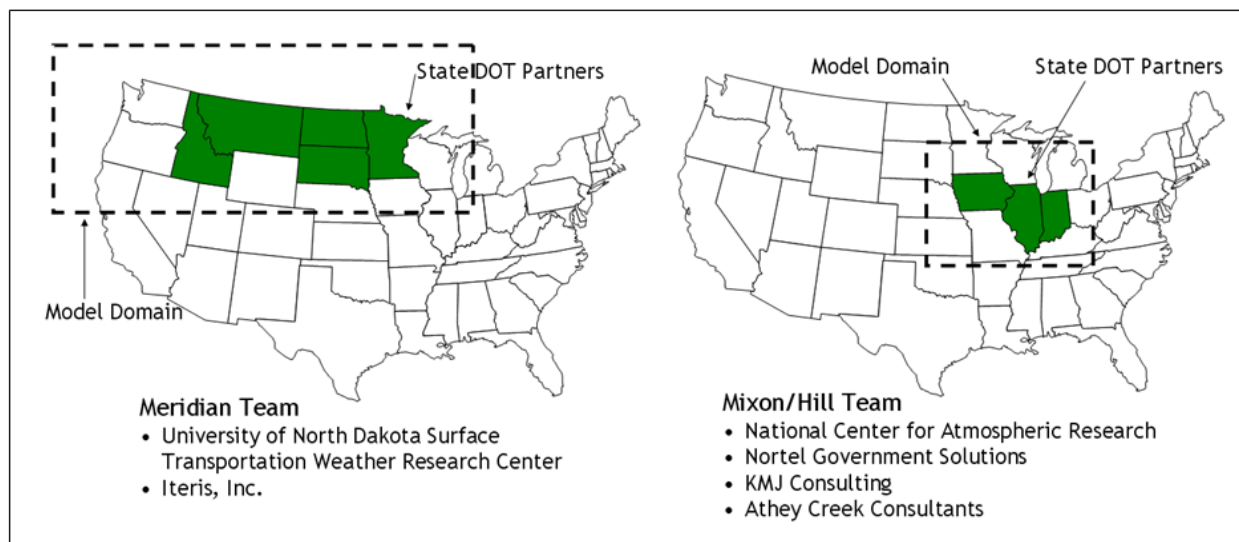 State DOT Partners
Model Domain
Meridian Team
• University of North Dakota Surface
Transportation Weather Research Center
• Iteris, Inc.
Model Domain
State DOT Partners
Mixon/Hill Team
• National Center for Atmospheric Research
• Nortel Government Solutions
• KMJ Consulting
• Athey Creek Consultants